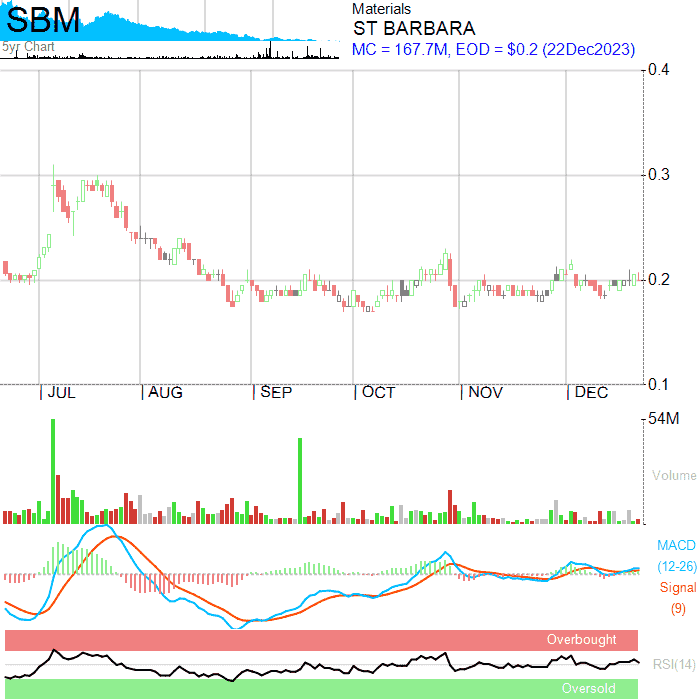 SBM
5yr Chart
Materials
ST BARBARA
MC = 167.7M, EOD = $0.2 (22Dec2023)
0.4
0.3
0.2
0.1
JUL AUG SEP OCT NOV DEC
54M
Volume
MACD
(12-26)
Signal
(9)
Overbought
RSI(14)
Oversold